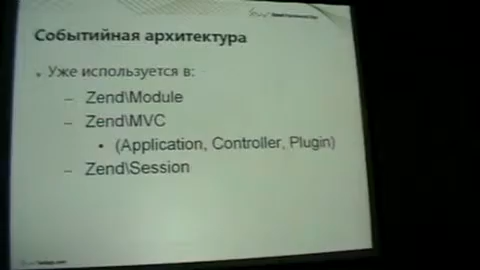 Событийная архитектура
Уже используется в:
– Zend\Module
– Zend\MVC
• (Application, Controller, Plugin)
– Zend\Session